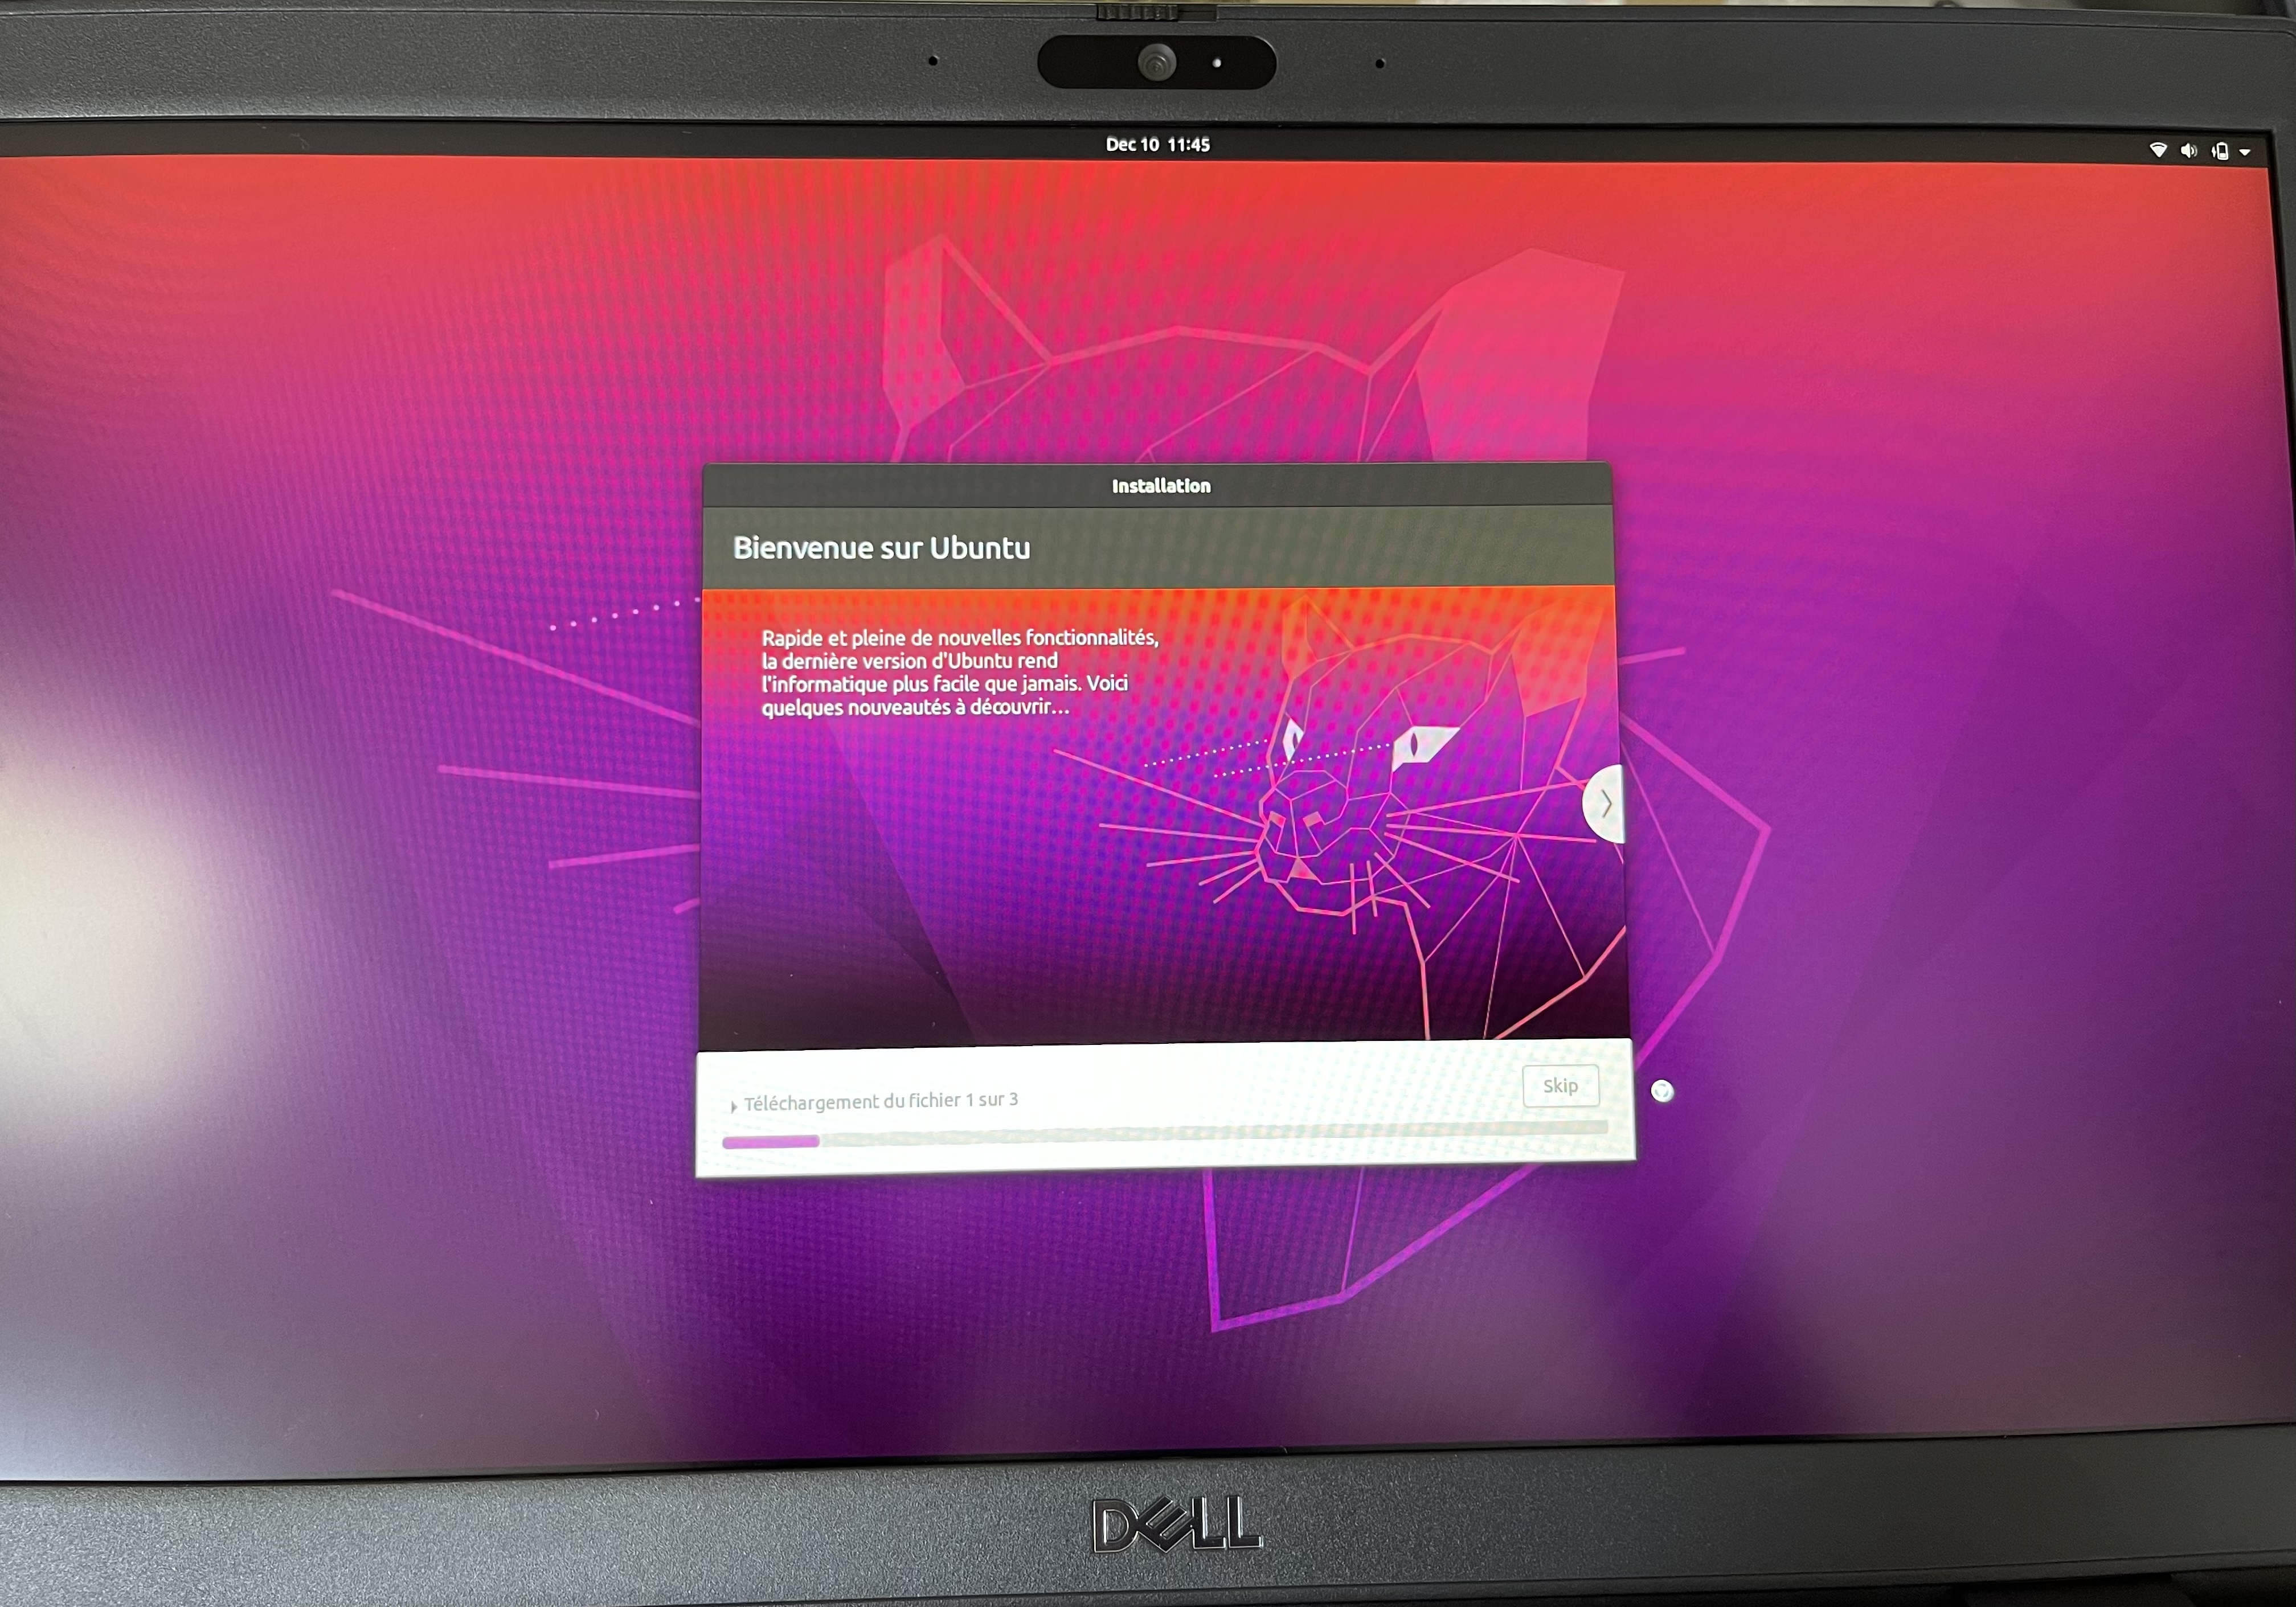 Dec 10 11:45
Installation
Bienvenue sur Ubuntu
Rapide et pleine de nouvelles fonctionnalités,
la dernière version d'Ubuntu rend
l'informatique plus facile que jamais. Voici
quelques nouveautés à découvrir...
Téléchargement du fichier 1 sur 3
Skip
DELL